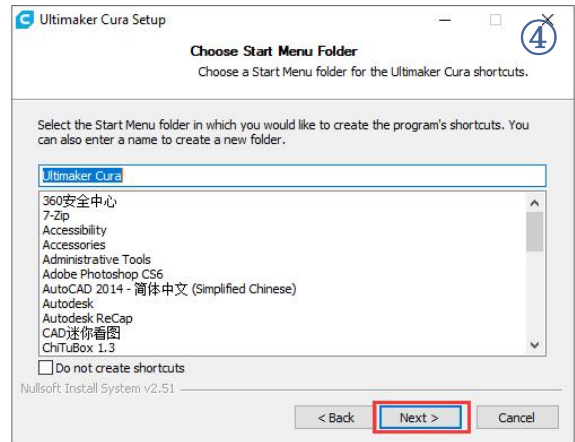 Ultimaker Cura Setup
④
Choose Start Menu Folder
Choose a Start Menu folder for the Ultimaker Cura shortcuts.
Select the Start Menu folder in which you would like to create the program's shortcuts. You
can also enter a name to create a new folder.
Ultimaker Cura
360安全中心
7-Zip
Accessibility
Accessories
Administrative Tools
Adobe Photoshop CS6
AutoCAD 2014 - 简体中文 (Simplified Chinese)
Autodesk
Autodesk ReCap
CAD迷你看图
ChiTuBox 1.3
Do not create shortcuts
Nullsoft Install System v2.51
< Back Next > Cancel